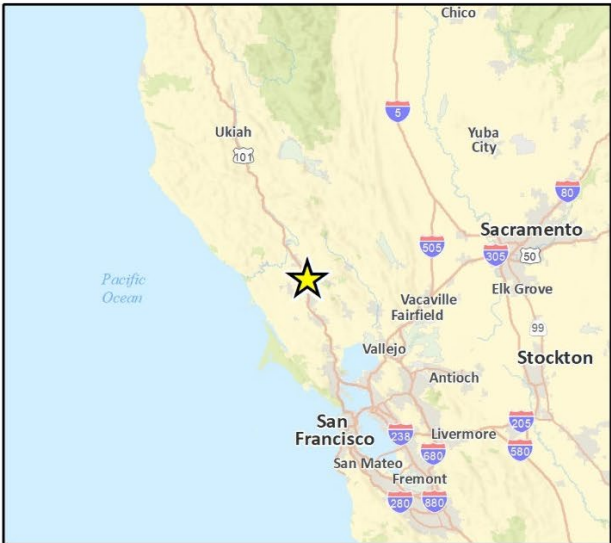 Chico
5
Ukiah
101
Yuba
City
80
Sacramento
505
305
50
Pacific
Ocean
Elk Grove
Vacaville
Fairfield
99
Vallejo
Stockton
Antioch
San
Francisco
238
Livermore
205
680
580
San Mateo
Fremont
280
880